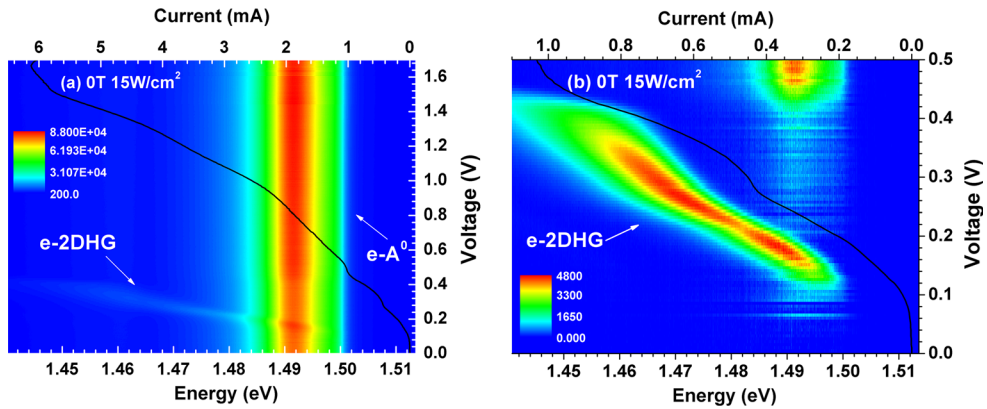 Current (mA)
6 5 4 3 2 1 0
(a) 0T 15W/cm²
8.800E+04
6.193E+04
3.107E+04
200.0
e-2DHG
e-A⁰
1.6
1.4
1.2
1.0
0.8
0.6
0.4
0.2
0.0
Voltage (V)
1.45 1.46 1.47 1.48 1.49 1.50 1.51
Energy (eV)
Current (mA)
1.0 0.8 0.6 0.4 0.2 0.0
(b) 0T 15W/cm²
e-2DHG
4800
3300
1650
0.000
0.5
0.4
0.3
0.2
0.1
0.0
Voltage (V)
1.45 1.46 1.47 1.48 1.49 1.50 1.51
Energy (eV)